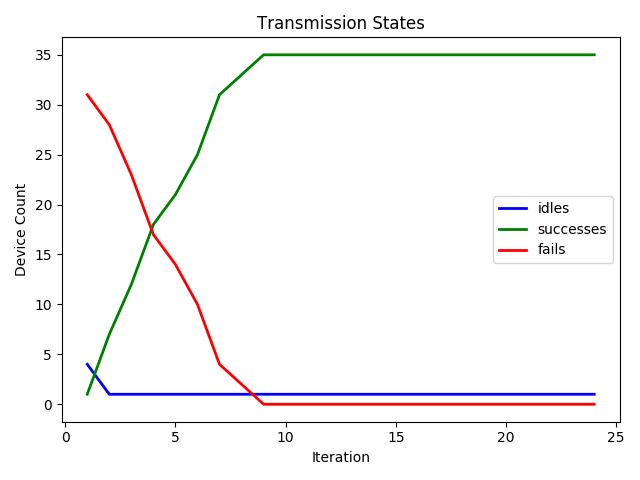 Transmission States
Device Count
35
30
25
20
15
10
5
0
idles
successes
fails
0 5 10 15 20 25
Iteration